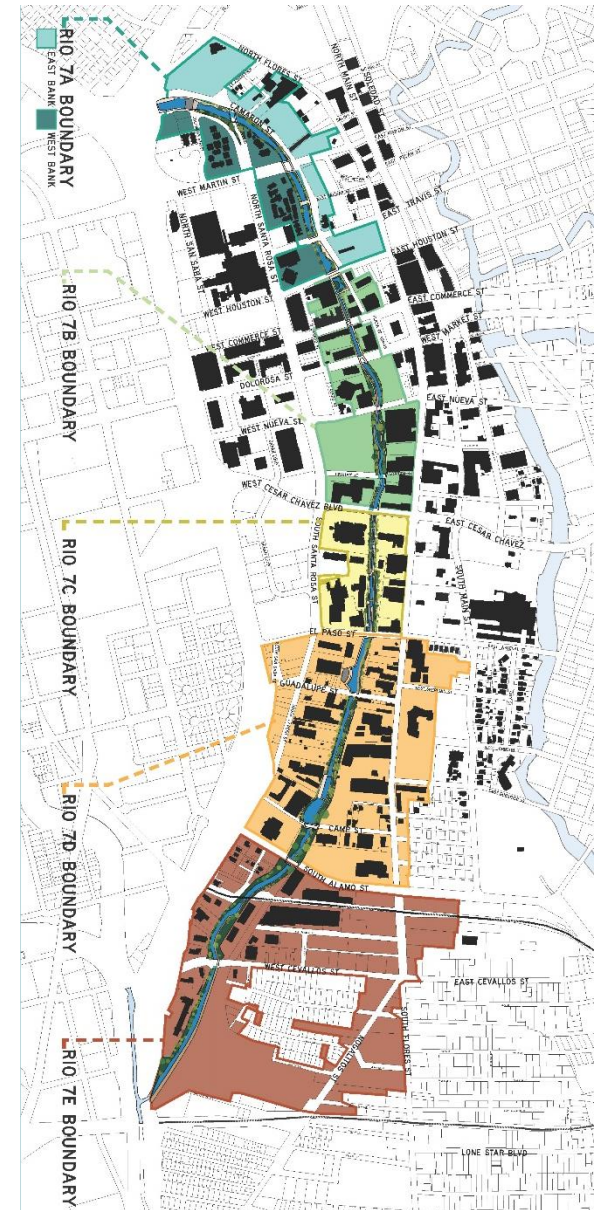 RIO 7A BOUNDARY
EAST BANK
WEST BANK
NORTH FLORES ST
NORTH MAIN ST
SOLEDAD ST
CAMARON ST
WEST MARTIN ST
NORTH SANTA ROSA ST
NORTH SAN SABA ST
EAST TRAVIS ST
EAST HOUSTON ST
WEST HOUSTON ST
RIO 7B BOUNDARY
EAST COMMERCE ST
WEST COMMERCE ST
WEST MARKET ST
DOLOROSA ST
EAST NUEVA ST
WEST NUEVA ST
WEST CESAR CHAVEZ BLVD
EAST CESAR CHAVEZ
RIO 7C BOUNDARY
SOUTH SANTA ROSA ST
SOUTH MAIN ST
EL PASO ST
GUADALUPE ST
RIO 7D BOUNDARY
CAMP ST
SOUTH ALAMO ST
WEST CEVALLOS ST
EAST CEVALLOS ST
SOUTH FLORES ST
NOGALITOS ST
RIO 7E BOUNDARY
LONE STAR BLVD